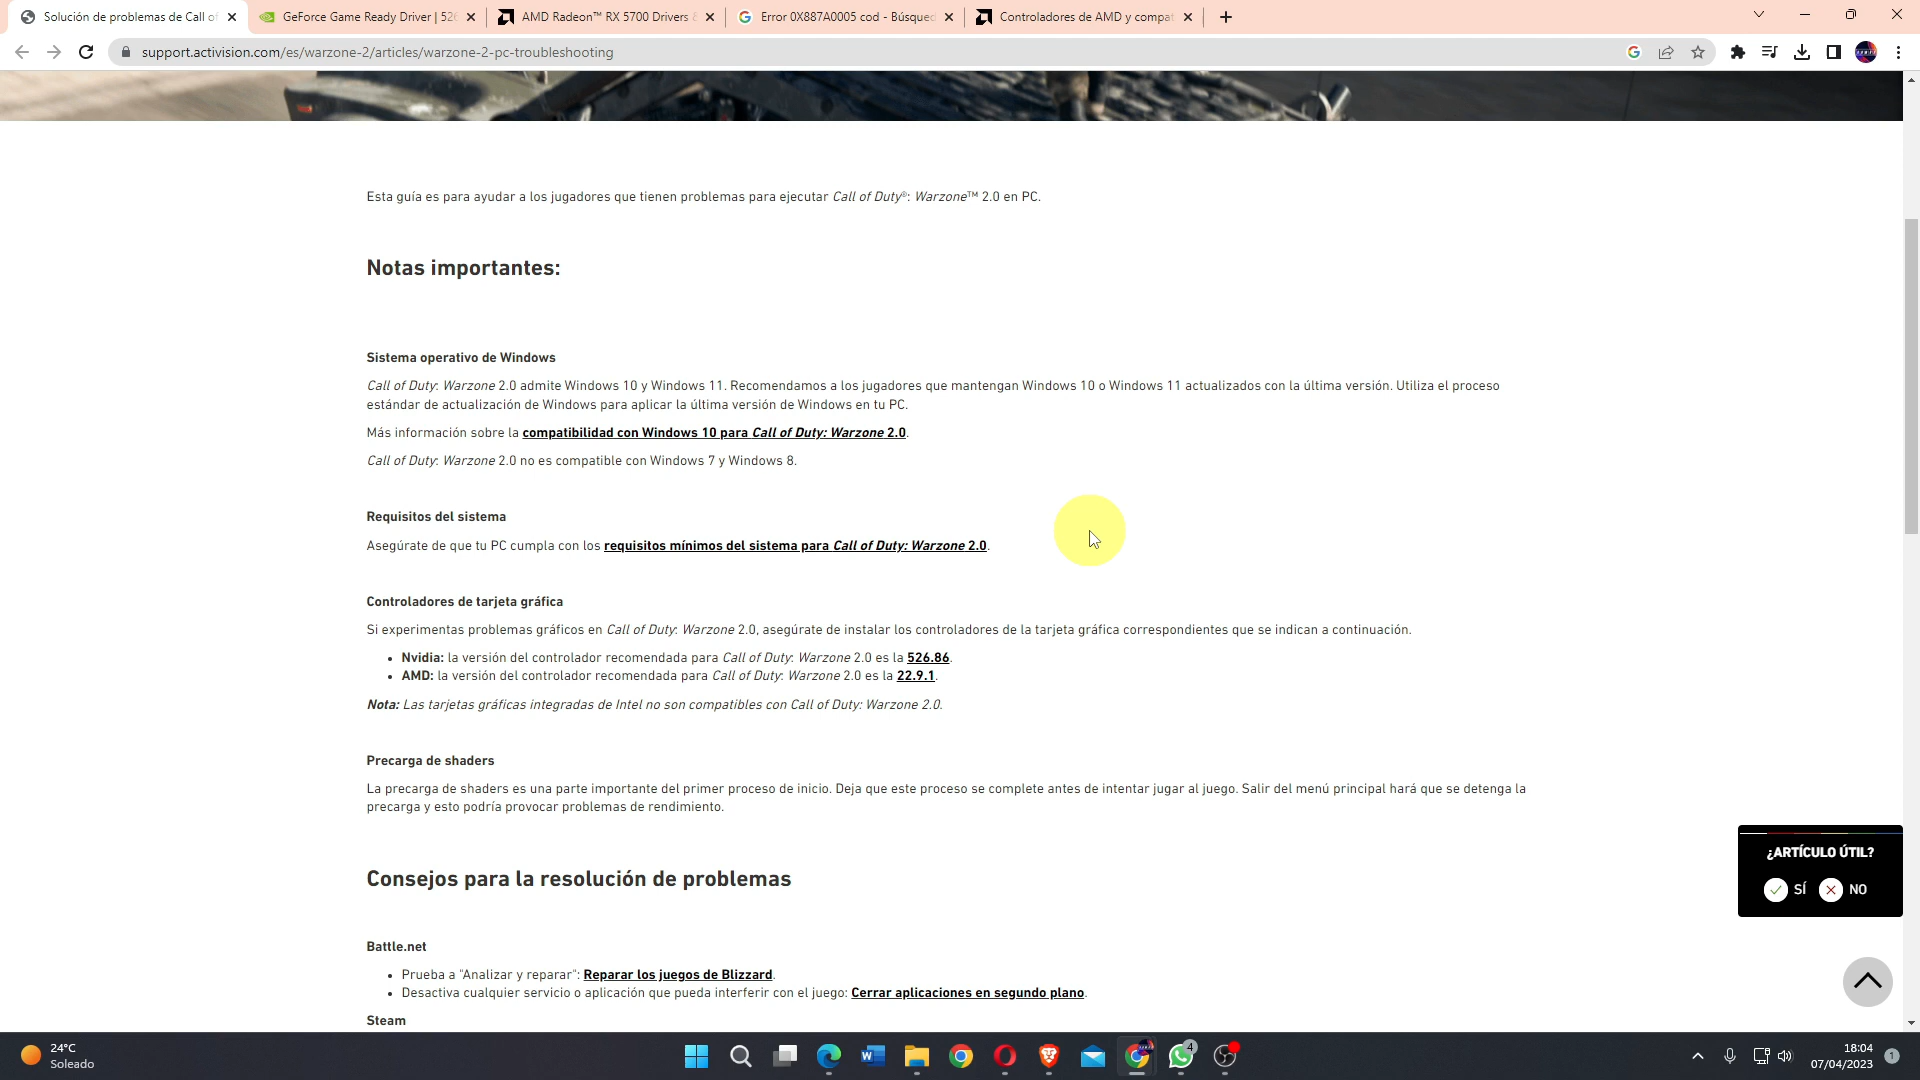 Solución de problemas de Call of
GeForce Game Ready Driver | 526
AMD Radeon™ RX 5700 Drivers &
Error 0X887A0005 cod - Búsqued
Controladores de AMD y compat
support.activision.com/es/warzone-2/articles/warzone-2-pc-troubleshooting
Esta guía es para ayudar a los jugadores que tienen problemas para ejecutar Call of Duty®: Warzone™ 2.0 en PC.
Notas importantes:
Sistema operativo de Windows
Call of Duty: Warzone 2.0 admite Windows 10 y Windows 11. Recomendamos a los jugadores que mantengan Windows 10 o Windows 11 actualizados con la última versión. Utiliza el proceso
estándar de actualización de Windows para aplicar la última versión de Windows en tu PC.
Más información sobre la compatibilidad con Windows 10 para Call of Duty: Warzone 2.0.
Call of Duty: Warzone 2.0 no es compatible con Windows 7 y Windows 8.
Requisitos del sistema
Asegúrate de que tu PC cumpla con los requisitos mínimos del sistema para Call of Duty: Warzone 2.0.
Controladores de tarjeta gráfica
Si experimentas problemas gráficos en Call of Duty: Warzone 2.0, asegúrate de instalar los controladores de la tarjeta gráfica correspondientes que se indican a continuación.
• Nvidia: la versión del controlador recomendada para Call of Duty: Warzone 2.0 es la 526.86.
• AMD: la versión del controlador recomendada para Call of Duty: Warzone 2.0 es la 22.9.1.
Nota: Las tarjetas gráficas integradas de Intel no son compatibles con Call of Duty: Warzone 2.0.
Precarga de shaders
La precarga de shaders es una parte importante del primer proceso de inicio. Deja que este proceso se complete antes de intentar jugar al juego. Salir del menú principal hará que se detenga la
precarga y esto podría provocar problemas de rendimiento.
¿ARTÍCULO ÚTIL?
SÍ NO
Consejos para la resolución de problemas
Battle.net
• Prueba a "Analizar y reparar": Reparar los juegos de Blizzard.
• Desactiva cualquier servicio o aplicación que pueda interferir con el juego: Cerrar aplicaciones en segundo plano.
Steam
24°C
Soleado
4
18:04
07/04/2023
1